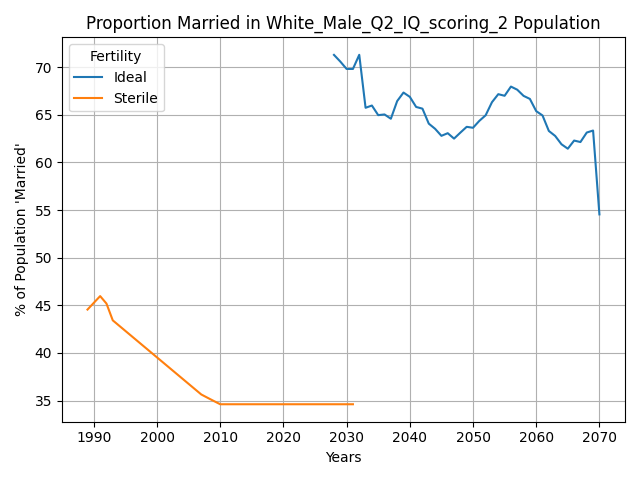 Proportion Married in White_Male_Q2_IQ_scoring_2 Population
Fertility
Ideal
Sterile
% of Population 'Married'
70
65
60
55
50
45
40
35
1990
2000
2010
2020
2030
2040
2050
2060
2070
Years